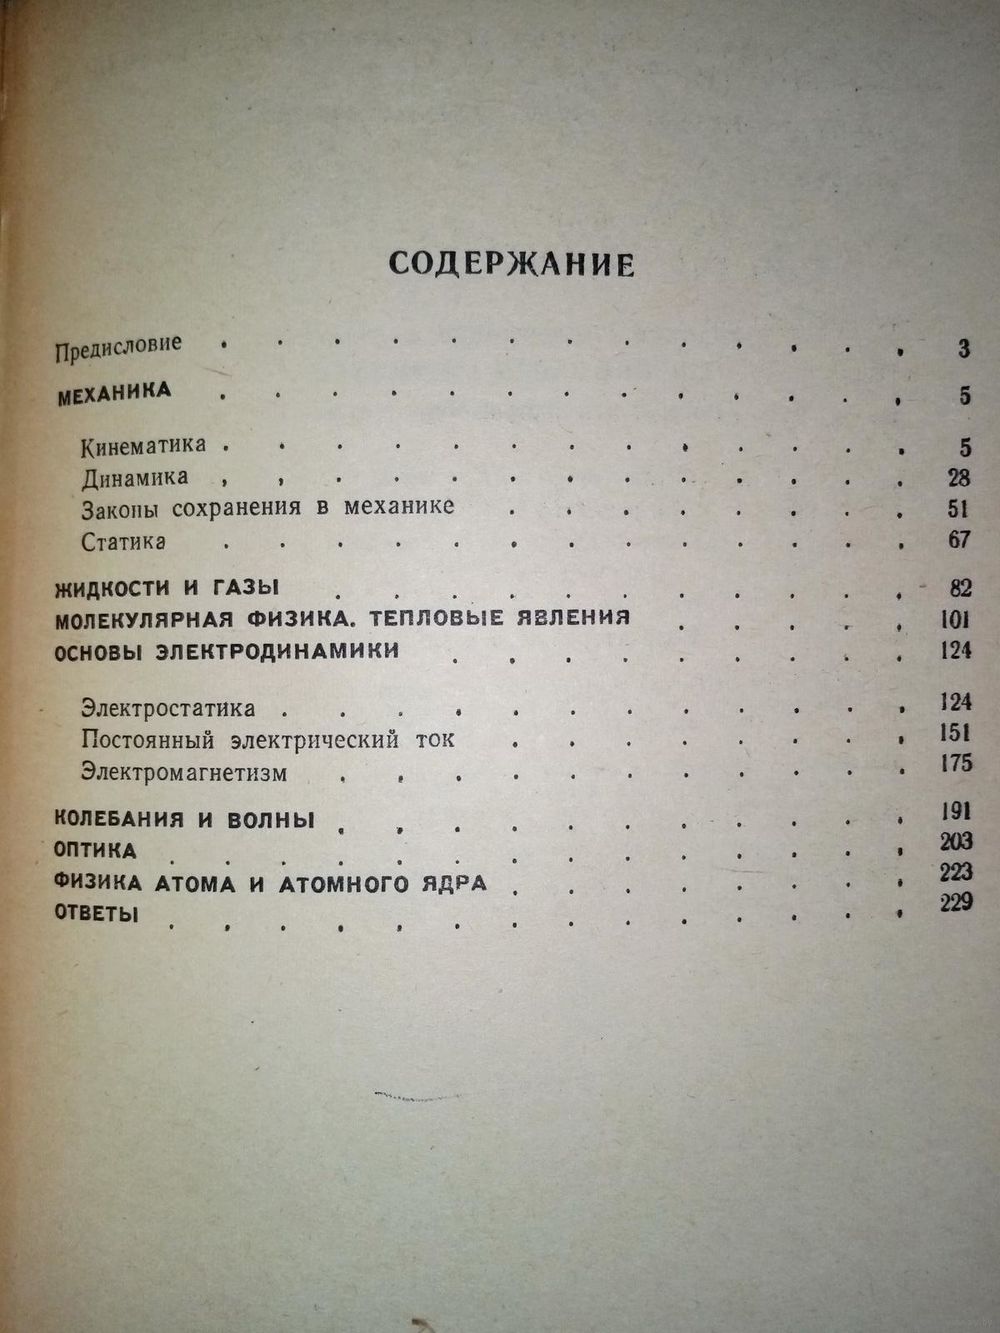 СОДЕРЖАНИЕ
Предисловие . . . . . . . . . . . . . 3
МЕХАНИКА . . . . . . . . . . . . . 5
Кинематика . . . . . . . . . . . . . 5
Динамика . . . . . . . . . . . . . 28
Законы сохранения в механике . . . . . . . . 51
Статика . . . . . . . . . . . . . 67
ЖИДКОСТИ И ГАЗЫ . . . . . . . . . . . 82
МОЛЕКУЛЯРНАЯ ФИЗИКА. ТЕПЛОВЫЕ ЯВЛЕНИЯ . . . . . 101
ОСНОВЫ ЭЛЕКТРОДИНАМИКИ . . . . . . . . . 124
Электростатика . . . . . . . . . . . . 124
Постоянный электрический ток . . . . . . . . 151
Электромагнетизм . . . . . . . . . . . 175
КОЛЕБАНИЯ И ВОЛНЫ . . . . . . . . . . . 191
ОПТИКА . . . . . . . . . . . . . . 203
ФИЗИКА АТОМА И АТОМНОГО ЯДРА . . . . . . . . 223
ОТВЕТЫ . . . . . . . . . . . . . . 229